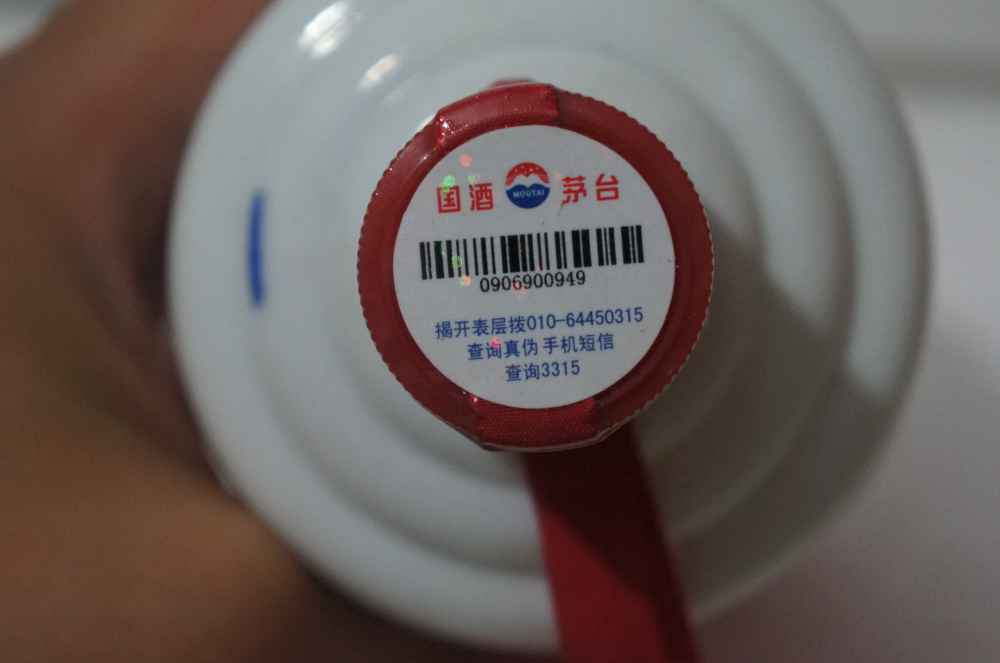 国酒 MOUTAI 茅台
0906900949
揭开表层拨010-64450315
查询真伪 手机短信
查询3315